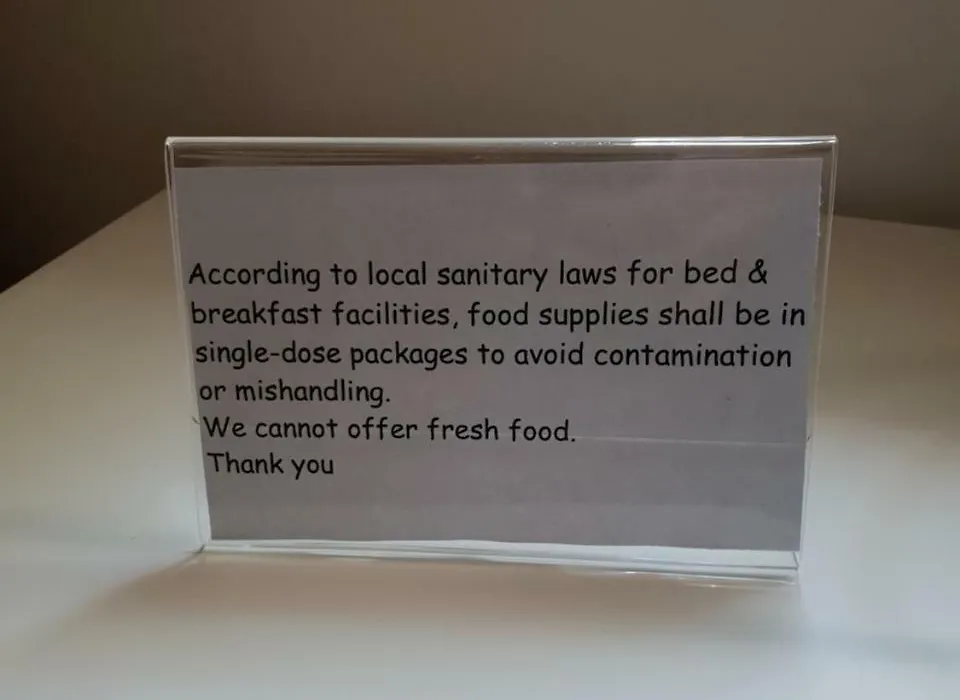 According to local sanitary laws for bed &
breakfast facilities, food supplies shall be in
single-dose packages to avoid contamination
or mishandling.
We cannot offer fresh food.
Thank you